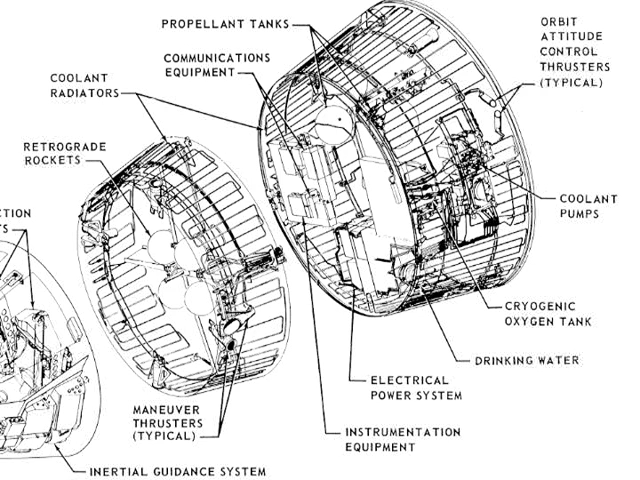 PROPELLANT TANKS
ORBIT
ATTITUDE
CONTROL
THRUSTERS
(TYPICAL)
COMMUNICATIONS
EQUIPMENT
COOLANT
RADIATORS
RETROGRADE
ROCKETS
COOLANT
PUMPS
CRYOGENIC
OXYGEN TANK
DRINKING WATER
ELECTRICAL
POWER SYSTEM
MANEUVER
THRUSTERS
(TYPICAL)
INSTRUMENTATION
EQUIPMENT
INERTIAL GUIDANCE SYSTEM